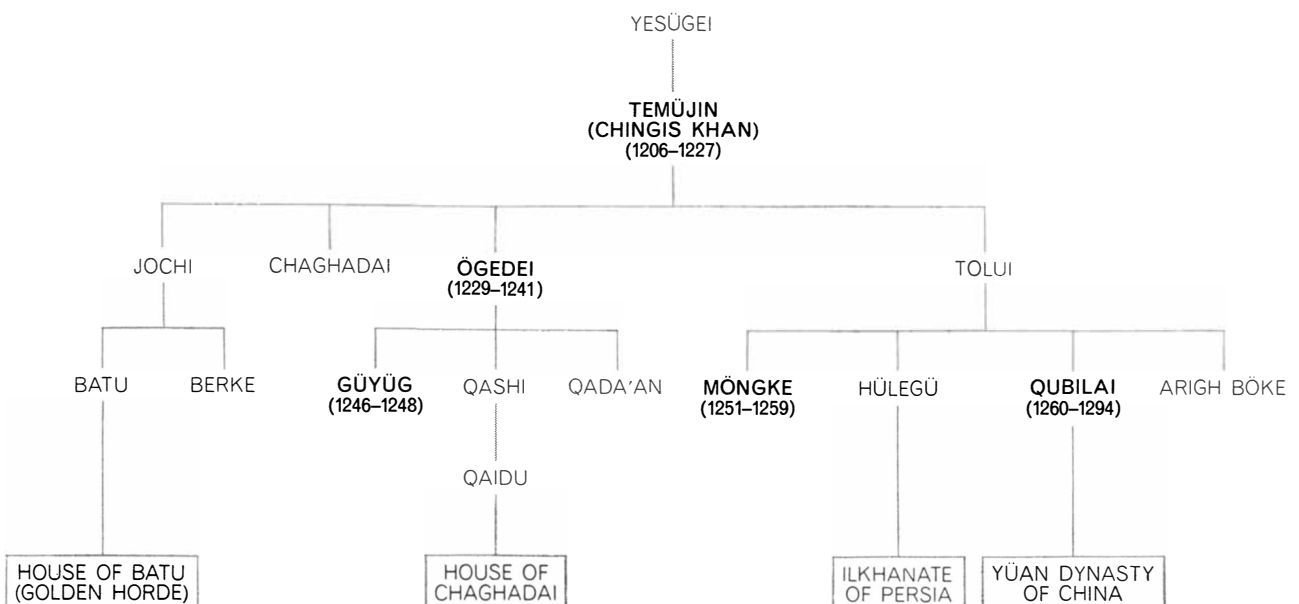 YESÜGEI
TEMÜJIN
(CHINGIS KHAN)
(1206–1227)
JOCHI
CHAGHADAI
ÖGEDEI
(1229–1241)
TOLUI
BATU
BERKE
GÜYÜG
(1246–1248)
QASHI
QADA'AN
MÖNGKE
(1251–1259)
HÜLEGÜ
QUBILAI
(1260–1294)
ARIGH BÖKE
QAIDU
HOUSE OF BATU
(GOLDEN HORDE)
HOUSE OF
CHAGHADAI
ILKHANATE
OF PERSIA
YÜAN DYNASTY
OF CHINA